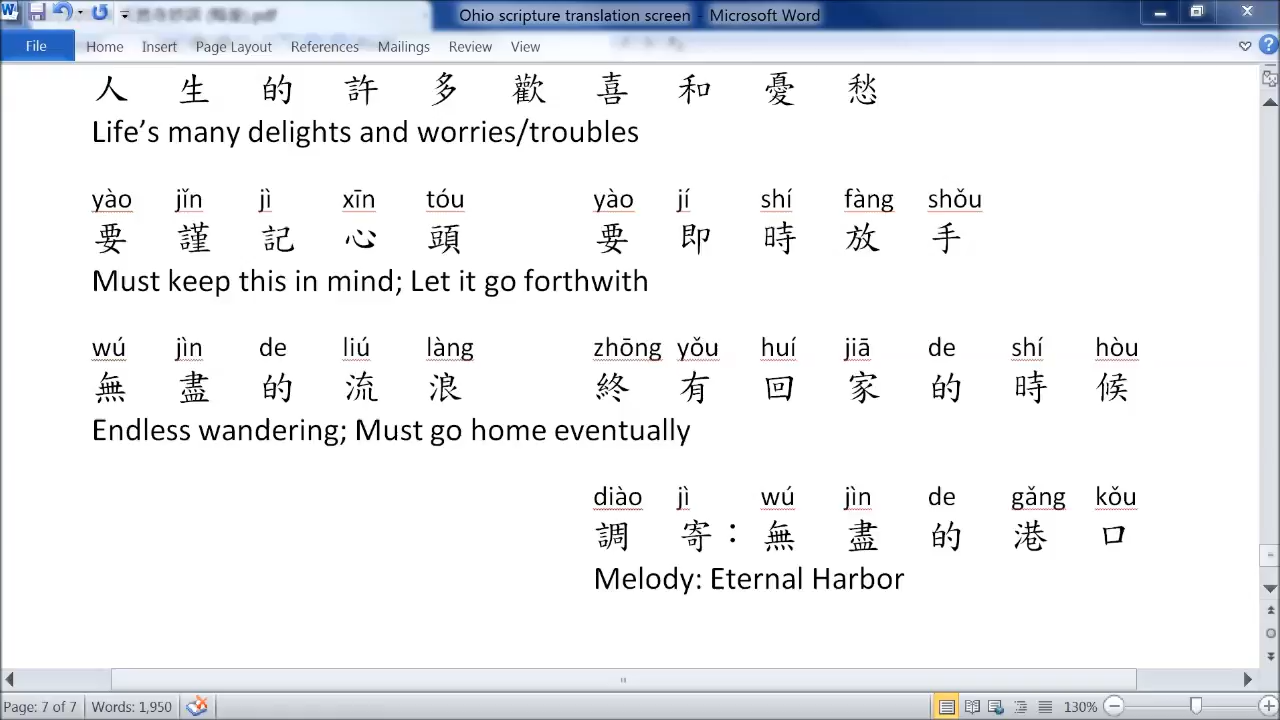 Ohio scripture translation screen - Microsoft Word
File Home Insert Page Layout References Mailings Review View
人 生 的 許 多 歡 喜 和 憂 愁
Life's many delights and worries/troubles
yào jǐn jì xīn tóu yào jí shí fàng shǒu
要 謹 記 心 頭 要 即 時 放 手
Must keep this in mind; Let it go forthwith
wú jìn de liú làng zhōng yǒu huí jiā de shí hòu
無 盡 的 流 浪 終 有 回 家 的 時 候
Endless wandering; Must go home eventually
diào jì wú jìn de gǎng kǒu
調 寄：無 盡 的 港 口
Melody: Eternal Harbor
Page: 7 of 7 Words: 1,950 130%